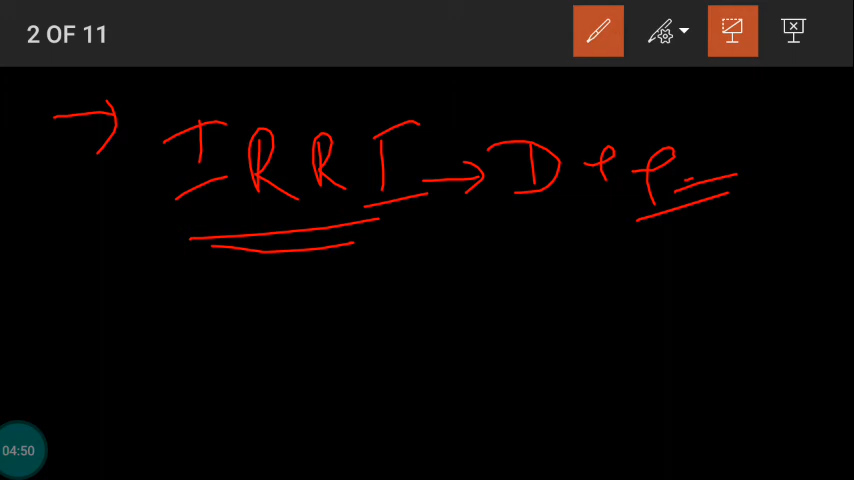 2 OF 11
→ IRRI → D
04:50